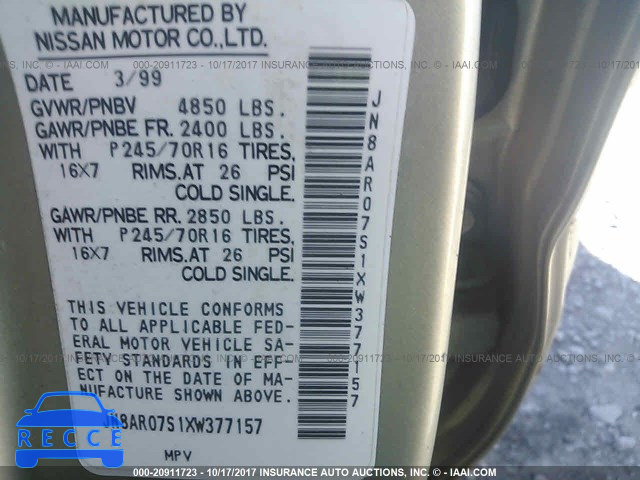 MANUFACTURED BY
NISSAN MOTOR CO.,LTD.
DATE 3/99
GVWR/PNBV 4850 LBS.
GAWR/PNBE FR. 2400 LBS.
WITH P245/70R16 TIRES,
16X7 RIMS.AT 26 PSI
COLD SINGLE.
GAWR/PNBE RR. 2850 LBS.
WITH P245/70R16 TIRES,
16X7 RIMS.AT 26 PSI
COLD SINGLE.
THIS VEHICLE CONFORMS
TO ALL APPLICABLE FED-
ERAL MOTOR VEHICLE SA-
FETY STANDARDS IN EFF-
ECT ON THE DATE OF MA-
NUFACTURE SHOWN ABOVE.
JN8AR07S1XW377157
MPV
JN8AR07S1XW377157
000-20911723 - 10/17/2017 INSURANCE AUTO AUCTIONS - © - IAAI.COM
RECRE